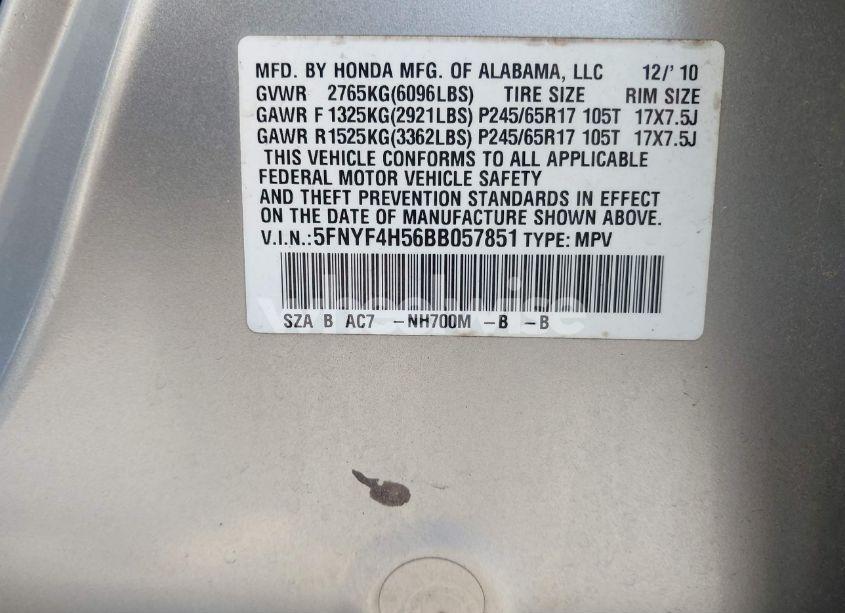 MFD. BY HONDA MFG. OF ALABAMA, LLC 12/' 10
GVWR 2765KG(6096LBS) TIRE SIZE RIM SIZE
GAWR F 1325KG(2921LBS) P245/65R17 105T 17X7.5J
GAWR R1525KG(3362LBS) P245/65R17 105T 17X7.5J
THIS VEHICLE CONFORMS TO ALL APPLICABLE
FEDERAL MOTOR VEHICLE SAFETY
AND THEFT PREVENTION STANDARDS IN EFFECT
ON THE DATE OF MANUFACTURE SHOWN ABOVE.
V.I.N.:5FNYF4H56BB057851 TYPE: MPV
wheelwise
SZA B AC7 -NH700M -B -B